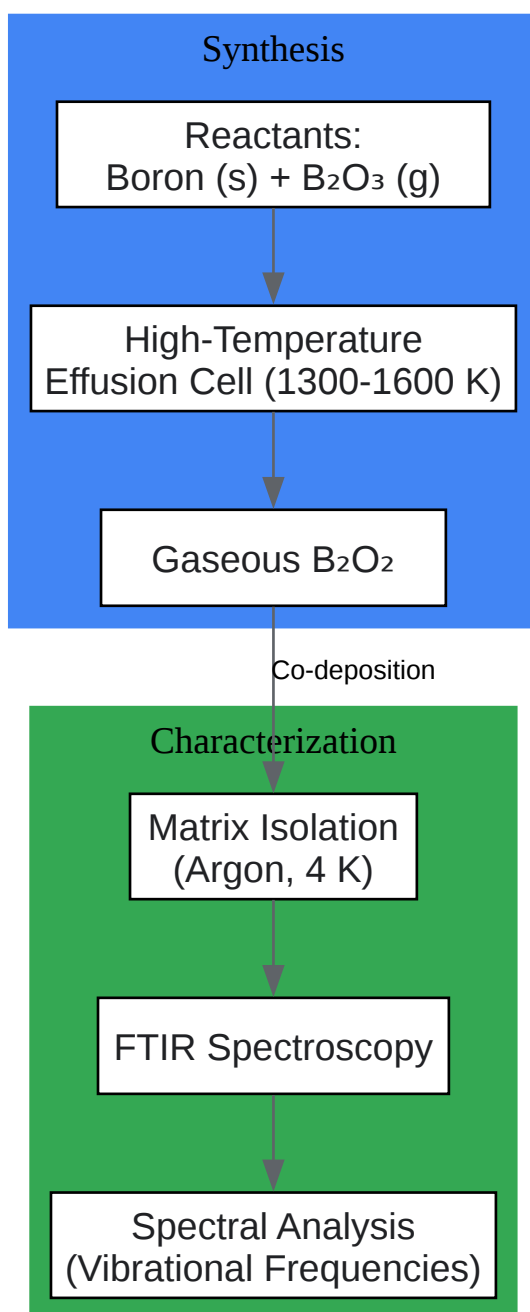 Synthesis
Reactants:
Boron (s) + B₂O₃ (g)
High-Temperature
Effusion Cell (1300-1600 K)
Gaseous B₂O₂
Co-deposition
Characterization
Matrix Isolation
(Argon, 4 K)
FTIR Spectroscopy
Spectral Analysis
(Vibrational Frequencies)